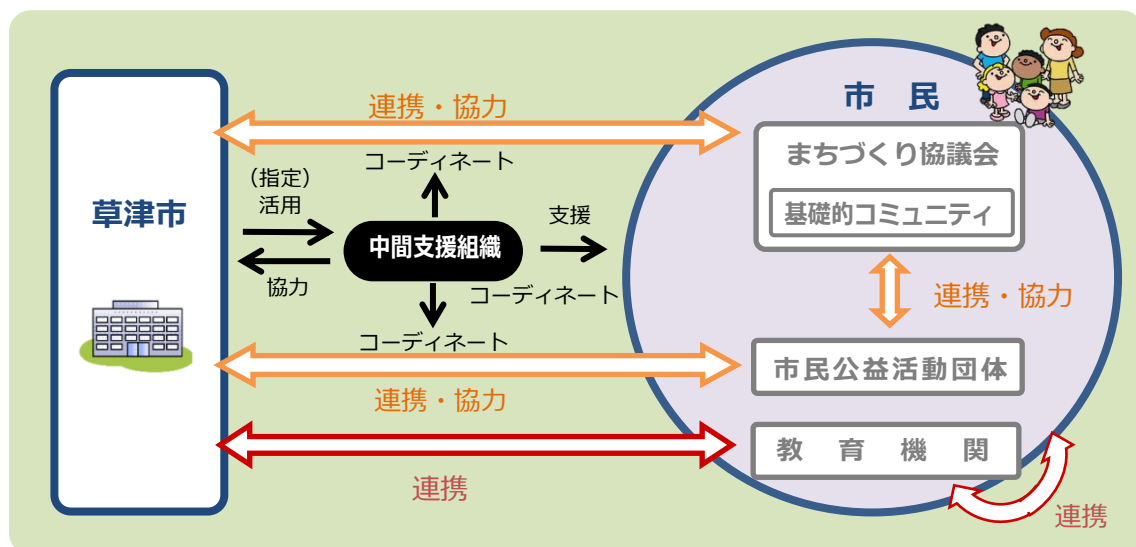 市 民
連携・協力
まちづくり協議会
コーディネート
(指定)
活用
支援
草津市
基礎的コミュニティ
中間支援組織
協力
コーディネート
連携・協力
コーディネート
市民公益活動団体
連携・協力
教 育 機 関
連携
連携